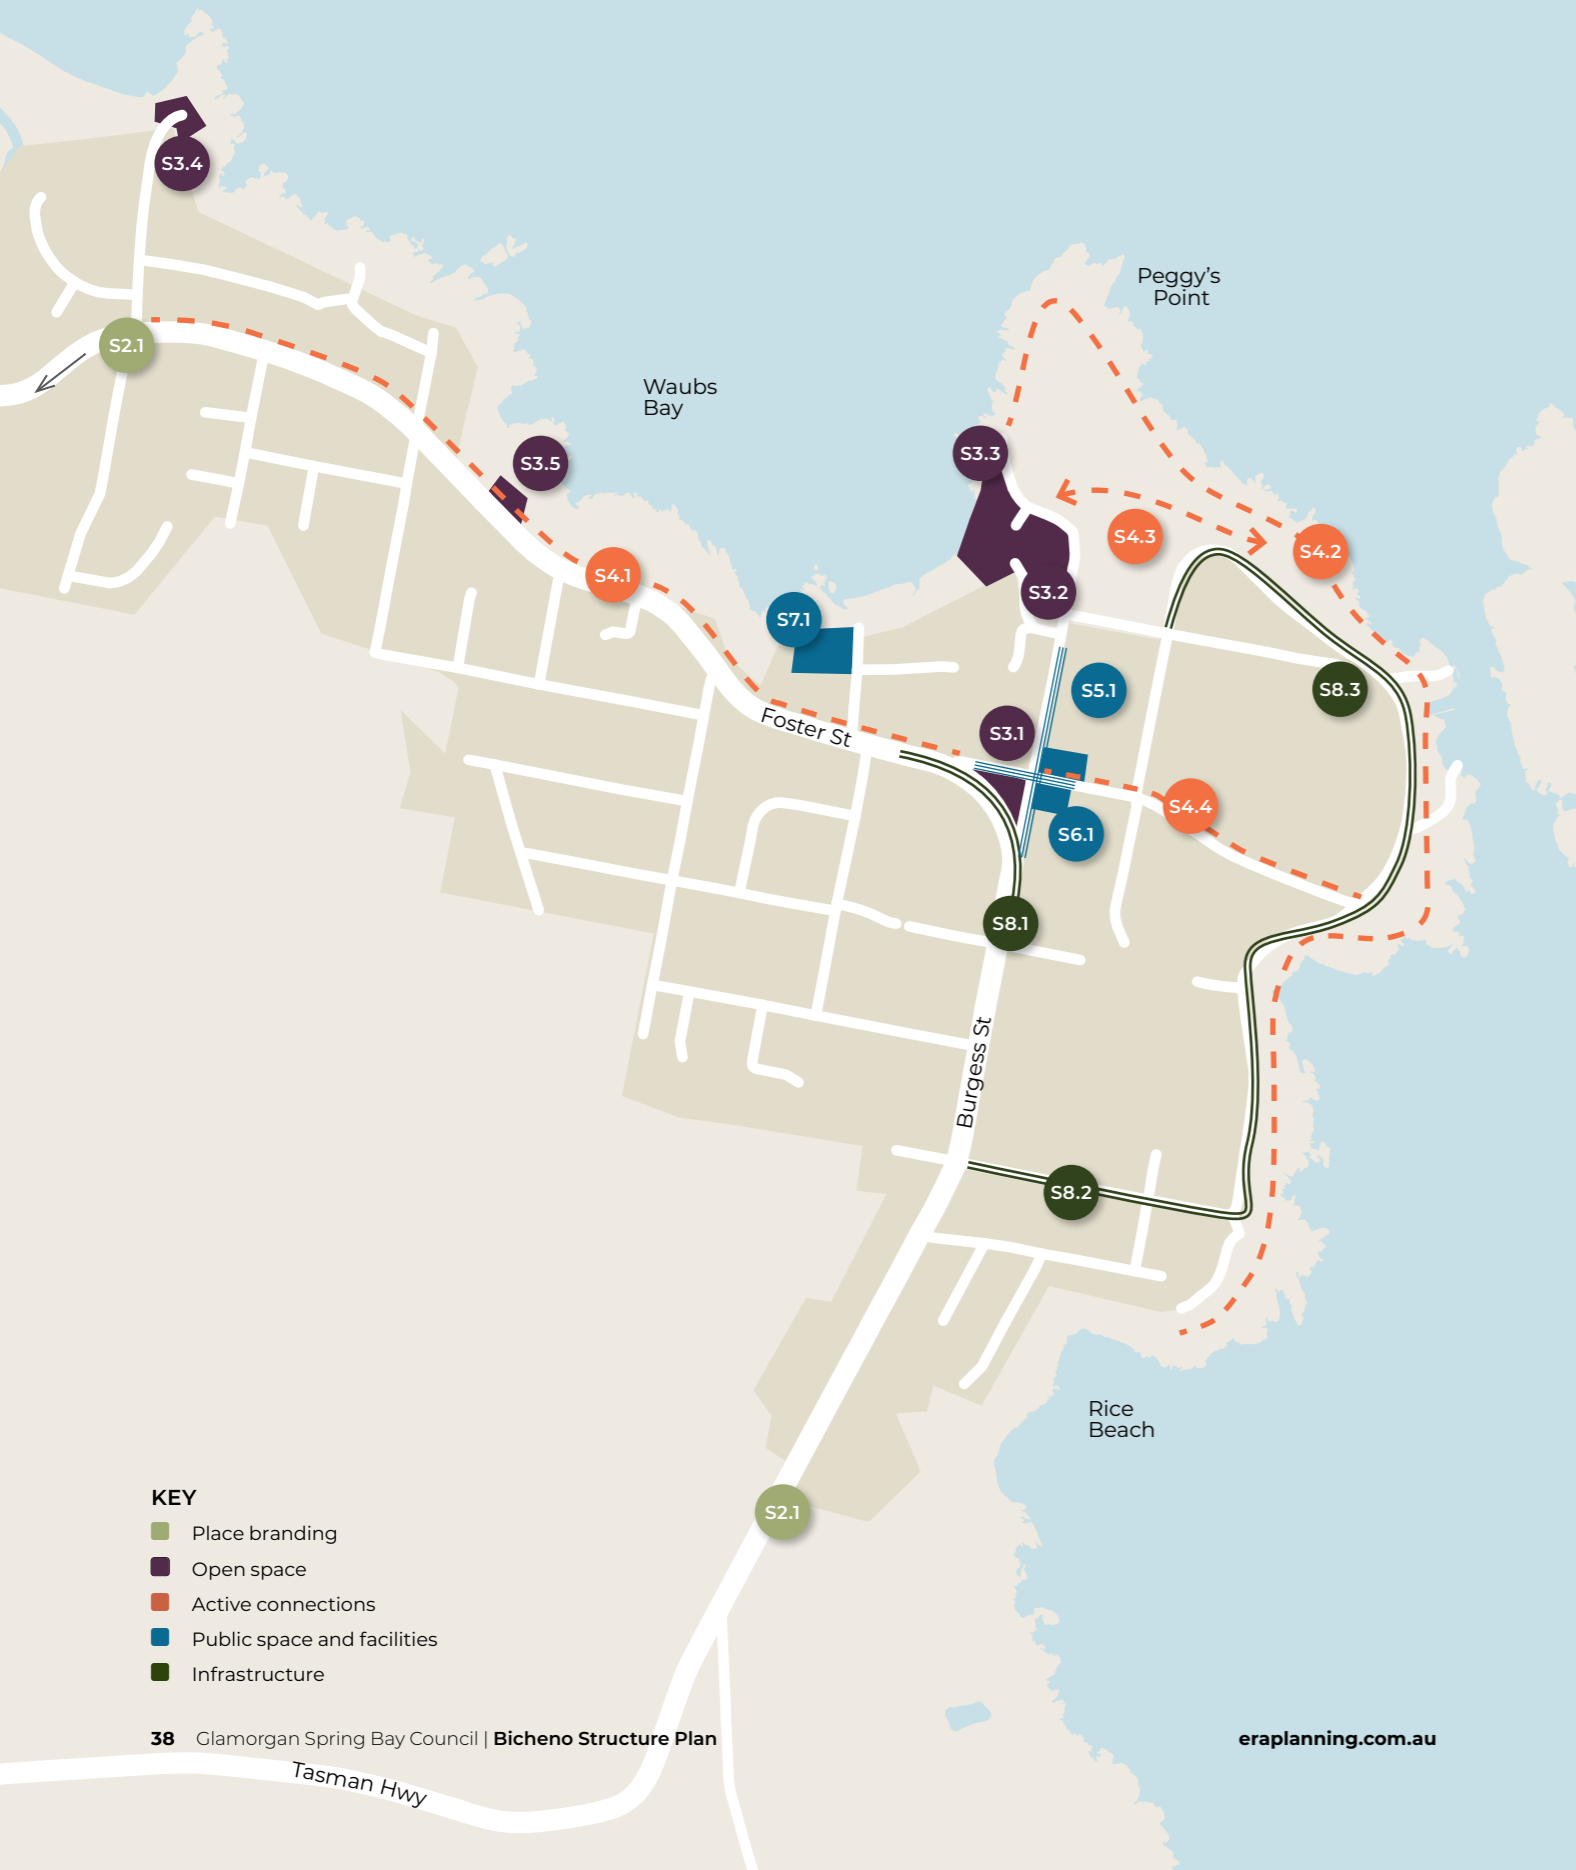 S3.4
Peggy's
Point
S2.1
Waubs
Bay
S3.5
S3.3
S4.3
S4.2
S4.1
S3.2
S7.1
S5.1
S8.3
Foster St
S3.1
S4.4
S6.1
S8.1
Burgess St
S8.2
Rice
Beach
S2.1
KEY
Place branding
Open space
Active connections
Public space and facilities
Infrastructure
38 Glamorgan Spring Bay Council | Bicheno Structure Plan
eraplanning.com.au
Tasman Hwy